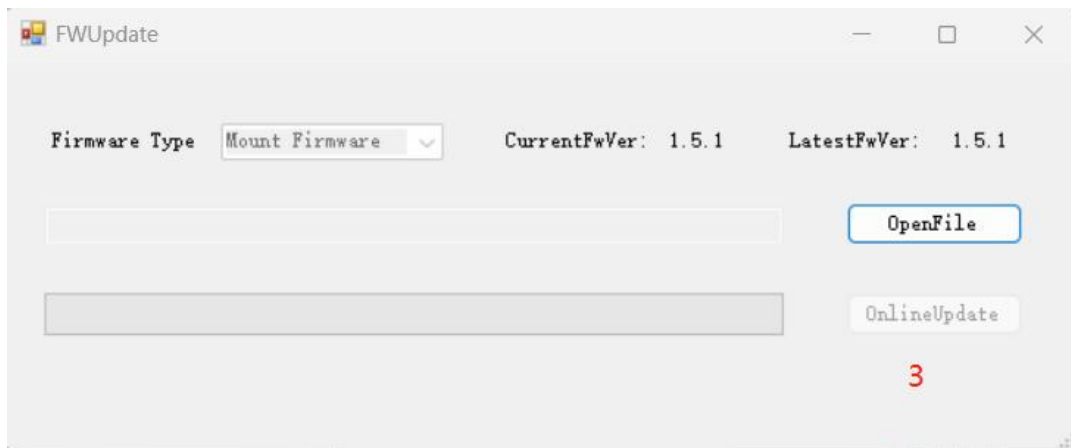 FWUpdate
Firmware Type Mount Firmware CurrentFwVer: 1.5.1 LatestFwVer: 1.5.1
OpenFile
OnlineUpdate
3